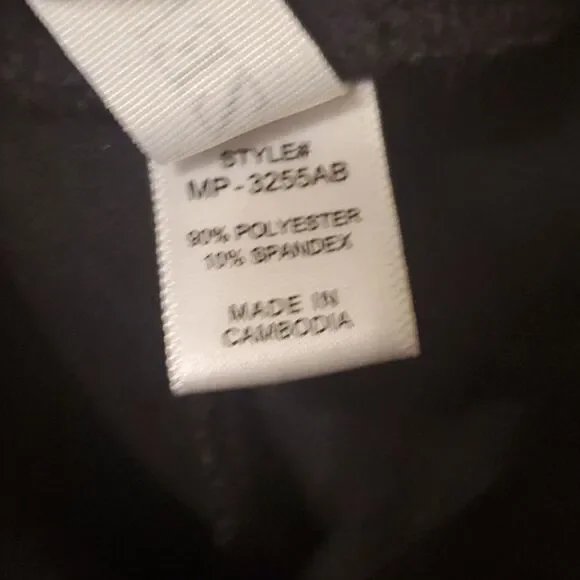 STYLE#
MP-3255AB
90% POLYESTER
10% SPANDEX
MADE IN
CAMBODIA